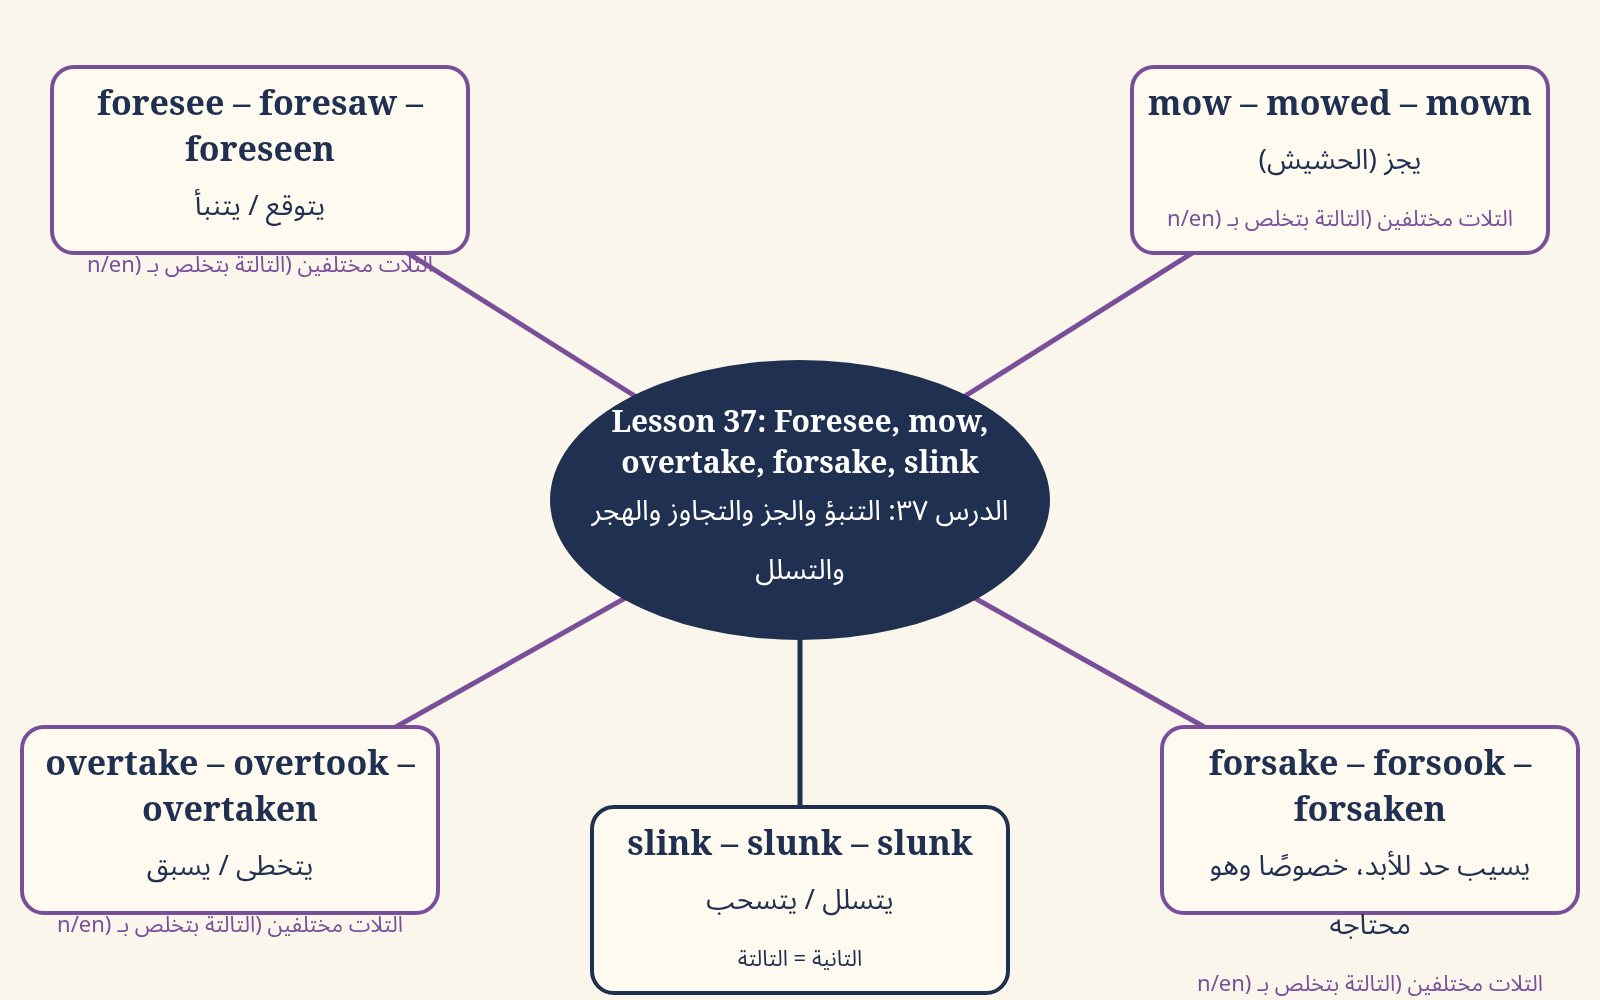 foresee – foresaw –
foreseen
يتوقع / يتنبأ
التلات مختلفين (التالتة بتخلص بـ n/en)
mow – mowed – mown
يجز (الحشيش)
التلات مختلفين (التالتة بتخلص بـ n/en)
Lesson 37: Foresee, mow,
overtake, forsake, slink
الدرس ٣٧: التنبؤ والجز والتجاوز والهجر
والتسلل
overtake – overtook –
overtaken
يتخطى / يسبق
التلات مختلفين (التالتة بتخلص بـ n/en)
slink – slunk – slunk
يتسلل / يتسحب
التانية = التالتة
forsake – forsook –
forsaken
يسيب حد للأبد، خصوصًا وهو
محتاجه
التلات مختلفين (التالتة بتخلص بـ n/en)